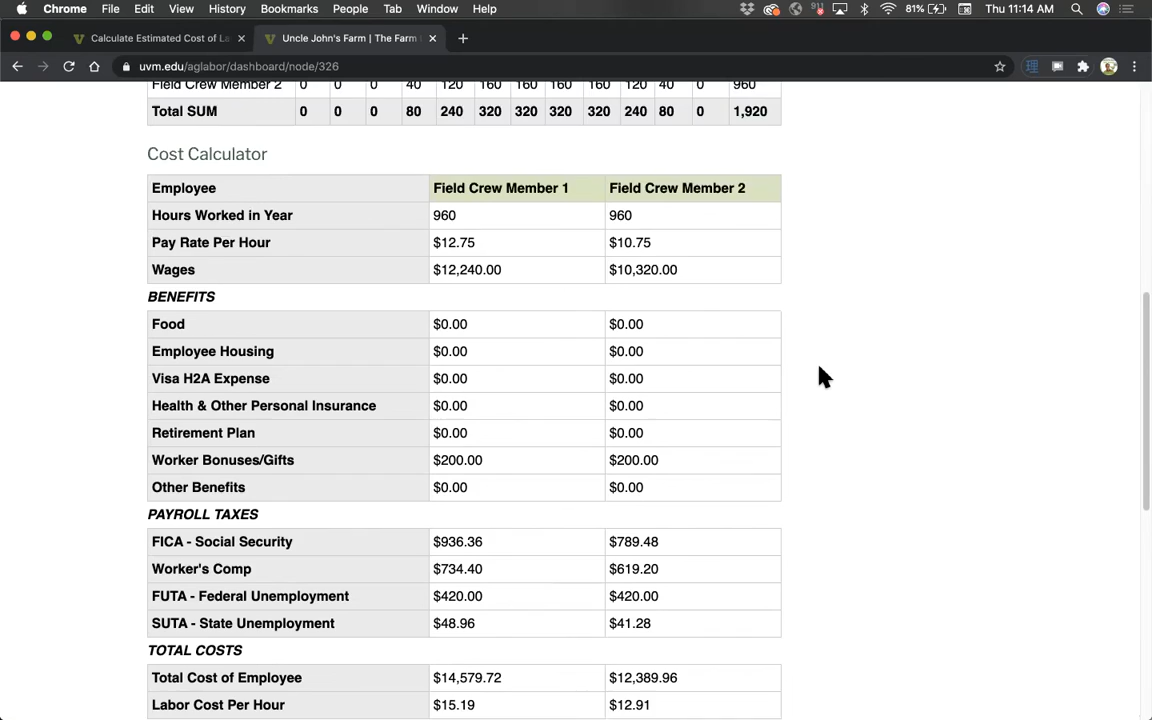 Chrome File Edit View History Bookmarks People Tab Window Help 81% Thu 11:14 AM
Calculate Estimated Cost of La × Uncle John's Farm | The Farm × +
uvm.edu/aglabor/dashboard/node/326
Field Crew Member 2 0 0 0 40 120 160 160 160 160 120 40 0 960
Total SUM 0 0 0 80 240 320 320 320 320 240 80 0 1,920
Cost Calculator
Employee Field Crew Member 1 Field Crew Member 2
Hours Worked in Year 960 960
Pay Rate Per Hour $12.75 $10.75
Wages $12,240.00 $10,320.00
BENEFITS
Food $0.00 $0.00
Employee Housing $0.00 $0.00
Visa H2A Expense $0.00 $0.00
Health & Other Personal Insurance $0.00 $0.00
Retirement Plan $0.00 $0.00
Worker Bonuses/Gifts $200.00 $200.00
Other Benefits $0.00 $0.00
PAYROLL TAXES
FICA - Social Security $936.36 $789.48
Worker's Comp $734.40 $619.20
FUTA - Federal Unemployment $420.00 $420.00
SUTA - State Unemployment $48.96 $41.28
TOTAL COSTS
Total Cost of Employee $14,579.72 $12,389.96
Labor Cost Per Hour $15.19 $12.91